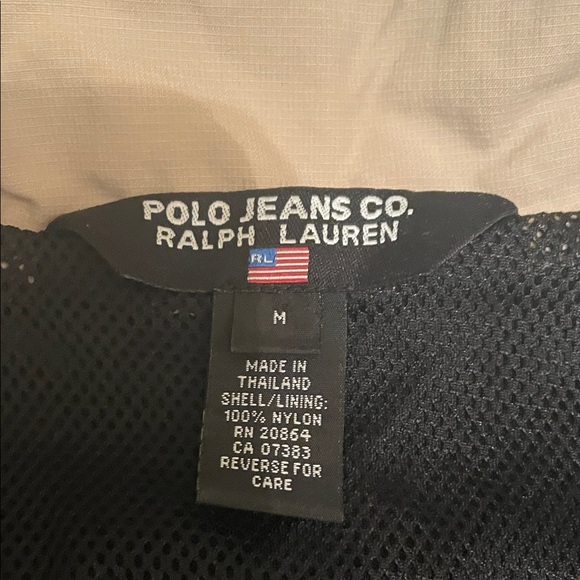 POLO JEANS CO.
RALPH LAUREN
RL
M
MADE IN
THAILAND
SHELL/LINING:
100% NYLON
RN 20864
CA 07383
REVERSE FOR
CARE